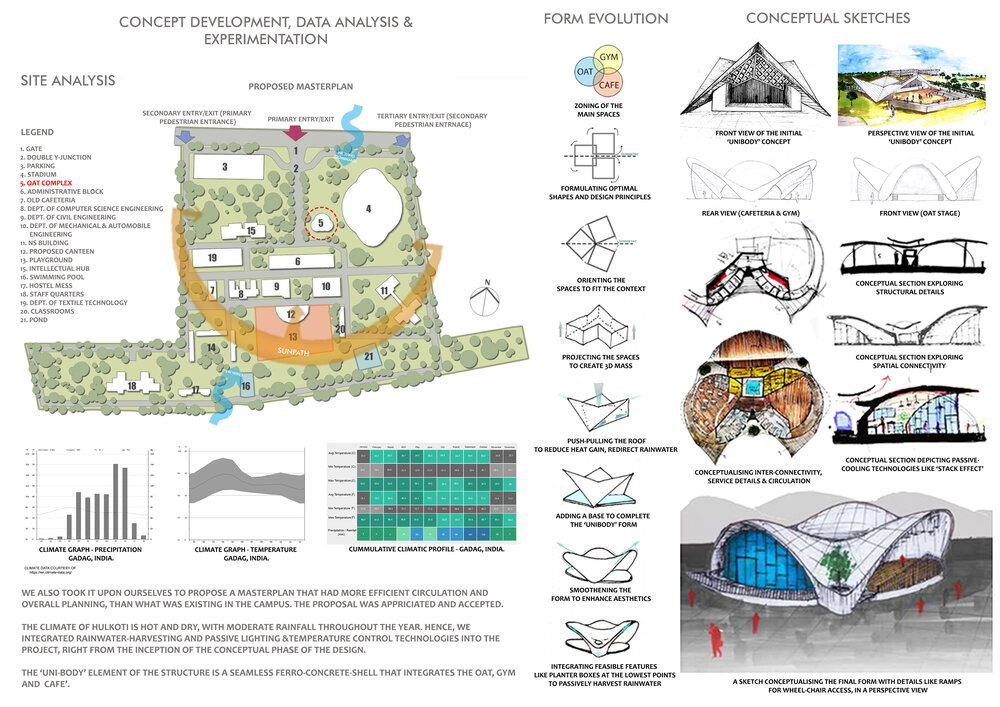 CONCEPT DEVELOPMENT, DATA ANALYSIS &
EXPERIMENTATION
SITE ANALYSIS
PROPOSED MASTERPLAN
SECONDARY ENTRY/EXIT (PRIMARY
PEDESTRIAN ENTRANCE)
PRIMARY ENTRY/EXIT
TERTIARY ENTRY/EXIT (SECONDARY
PEDESTRIAN ENTRNACE)
LEGEND
1. GATE
2. DOUBLE Y-JUNCTION
3. PARKING
4. STADIUM
5. OAT COMPLEX
6. ADMINISTRATIVE BLOCK
7. OLD CAFETERIA
8. DEPT. OF COMPUTER SCIENCE ENGINEERING
9. DEPT. OF CIVIL ENGINEERING
10. DEPT. OF MECHANICAL & AUTOMOBILE
ENGINEERING
11. NS BUILDING
12. PROPOSED CANTEEN
13. PLAYGROUND
15. INTELLECTUAL HUB
16. SWIMMING POOL
17. HOSTEL MESS
18. STAFF QUARTERS
19. DEPT. OF TEXTILE TECHNOLOGY
20. CLASSROOMS
21. POND
1
2
3
4
5
15
19
6
7
8
9
10
11
12
13
20
14
21
18
17
16
SUNPATH
N
CLIMATE GRAPH - PRECIPITATION
GADAG, INDIA.
CLIMATE DATA COURTESY OF
https://en.climate-data.org/
CLIMATE GRAPH - TEMPERATURE
GADAG, INDIA.
Avg Temperature (C)
Min Temperature (C)
Max Temperature (C)
Avg Temperature (F)
Min Temperature (F)
Max Temperature (F)
Precipitation / Rainfall
(mm)
CUMMULATIVE CLIMATIC PROFILE - GADAG, INDIA.
WE ALSO TOOK IT UPON OURSELVES TO PROPOSE A MASTERPLAN THAT HAD MORE EFFICIENT CIRCULATION AND
OVERALL PLANNING, THAN WHAT WAS EXISTING IN THE CAMPUS. THE PROPOSAL WAS APPRICIATED AND ACCEPTED.
THE CLIMATE OF HULKOTI IS HOT AND DRY, WITH MODERATE RAINFALL THROUGHOUT THE YEAR. HENCE, WE
INTEGRATED RAINWATER-HARVESTING AND PASSIVE LIGHTING &TEMPERATURE CONTROL TECHNOLOGIES INTO THE
PROJECT, RIGHT FROM THE INCEPTION OF THE CONCEPTUAL PHASE OF THE DESIGN.
THE 'UNI-BODY' ELEMENT OF THE STRUCTURE IS A SEAMLESS FERRO-CONCRETE-SHELL THAT INTEGRATES THE OAT, GYM
AND CAFE'.
FORM EVOLUTION
GYM
OAT
CAFE
ZONING OF THE
MAIN SPACES
FORMULATING OPTIMAL
SHAPES AND DESIGN PRINCIPLES
ORIENTING THE
SPACES TO FIT THE CONTEXT
PROJECTING THE SPACES
TO CREATE 3D MASS
PUSH-PULLING THE ROOF
TO REDUCE HEAT GAIN, REDIRECT RAINWATER
ADDING A BASE TO COMPLETE
THE 'UNIBODY' FORM
SMOOTHENING THE
FORM TO ENHANCE AESTHETICS
INTEGRATING FEASIBLE FEATURES
LIKE PLANTER BOXES AT THE LOWEST POINTS
TO PASSIVELY HARVEST RAINWATER
CONCEPTUAL SKETCHES
FRONT VIEW OF THE INITIAL
'UNIBODY' CONCEPT
PERSPECTIVE VIEW OF THE INITIAL
'UNIBODY' CONCEPT
REAR VIEW (CAFETERIA & GYM)
FRONT VIEW (OAT STAGE)
CONCEPTUAL SECTION EXPLORING
STRUCTURAL DETAILS
CONCEPTUAL SECTION EXPLORING
SPATIAL CONNECTIVITY
CONCEPTUALISING INTER-CONNECTIVITY,
SERVICE DETAILS & CIRCULATION
CONCEPTUAL SECTION DEPICTING PASSIVE-
COOLING TECHNOLOGIES LIKE 'STACK EFFECT'
A SKETCH CONCEPTUALISING THE FINAL FORM WITH DETAILS LIKE RAMPS
FOR WHEEL-CHAIR ACCESS, IN A PERSPECTIVE VIEW